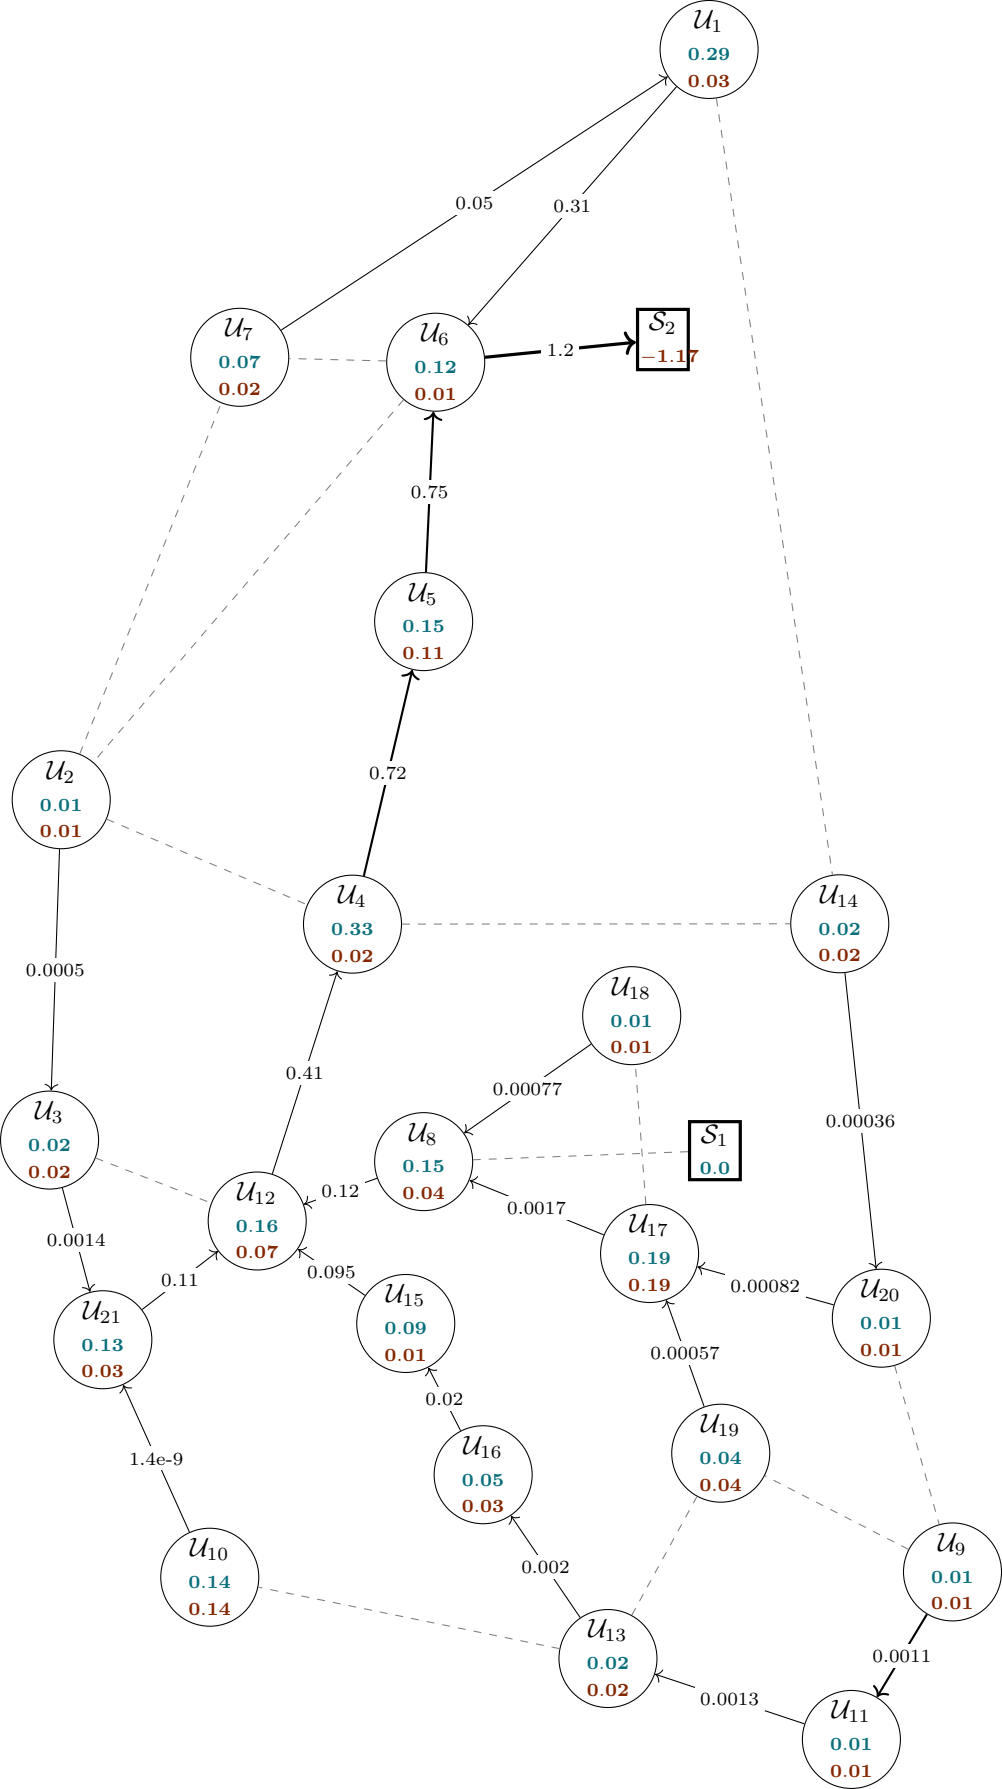 𝒰₁
0.29
0.03
0.05
0.31
𝒰₇
0.07
0.02
𝒰₆
0.12
0.01
1.2
𝒮₂
−1.17
0.75
𝒰₅
0.15
0.11
0.72
𝒰₂
0.01
0.01
𝒰₄
0.33
0.02
𝒰₁₄
0.02
0.02
0.0005
𝒰₁₈
0.01
0.01
0.41
0.00077
0.00036
𝒰₃
0.02
0.02
𝒰₈
0.15
0.04
𝒮₁
0.0
𝒰₁₂
0.16
0.07
0.12
0.0017
𝒰₁₇
0.19
0.19
0.0014
0.11
0.095
0.00082
𝒰₂₁
0.13
0.03
𝒰₁₅
0.09
0.01
𝒰₂₀
0.01
0.01
0.00057
0.02
𝒰₁₉
0.04
0.04
1.4e-9
𝒰₁₆
0.05
0.03
𝒰₁₀
0.14
0.14
0.002
𝒰₉
0.01
0.01
𝒰₁₃
0.02
0.02
0.0011
0.0013
𝒰₁₁
0.01
0.01